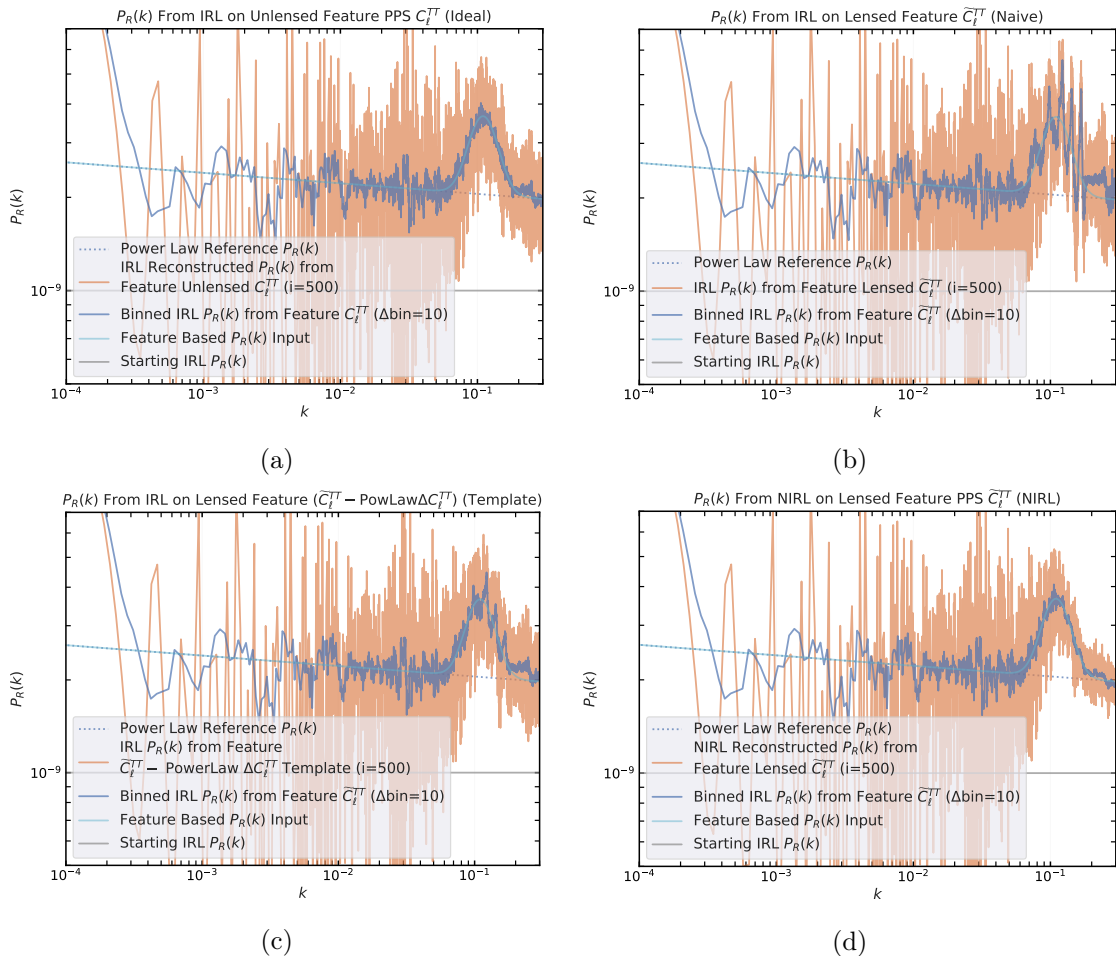 P_R(k) From IRL on Unlensed Feature PPS C_ℓ^{TT} (Ideal)
P_R(k)
10^{-9}
Power Law Reference P_R(k)
IRL Reconstructed P_R(k) from
Feature Unlensed C_ℓ^{TT} (i=500)
Binned IRL P_R(k) from Feature C_ℓ^{TT} (Δbin=10)
Feature Based P_R(k) Input
Starting IRL P_R(k)
10^{-4} 10^{-3} 10^{-2} 10^{-1}
k
(a)
P_R(k) From IRL on Lensed Feature C̃_ℓ^{TT} (Naive)
P_R(k)
10^{-9}
Power Law Reference P_R(k)
IRL P_R(k) from Feature Lensed C̃_ℓ^{TT} (i=500)
Binned IRL P_R(k) from Feature C̃_ℓ^{TT} (Δbin=10)
Feature Based P_R(k) Input
Starting IRL P_R(k)
10^{-4} 10^{-3} 10^{-2} 10^{-1}
k
(b)
P_R(k) From IRL on Lensed Feature (C̃_ℓ^{TT} − PowLawΔC_ℓ^{TT}) (Template)
P_R(k)
10^{-9}
Power Law Reference P_R(k)
IRL P_R(k) from Feature
C̃_ℓ^{TT} − PowerLaw ΔC_ℓ^{TT} Template (i=500)
Binned IRL P_R(k) from Feature C̃_ℓ^{TT} (Δbin=10)
Feature Based P_R(k) Input
Starting IRL P_R(k)
10^{-4} 10^{-3} 10^{-2} 10^{-1}
k
(c)
P_R(k) From NIRL on Lensed Feature PPS C̃_ℓ^{TT} (NIRL)
P_R(k)
10^{-9}
Power Law Reference P_R(k)
NIRL Reconstructed P_R(k) from
Feature Lensed C̃_ℓ^{TT} (i=500)
Binned IRL P_R(k) from Feature C̃_ℓ^{TT} (Δbin=10)
Feature Based P_R(k) Input
Starting IRL P_R(k)
10^{-4} 10^{-3} 10^{-2} 10^{-1}
k
(d)